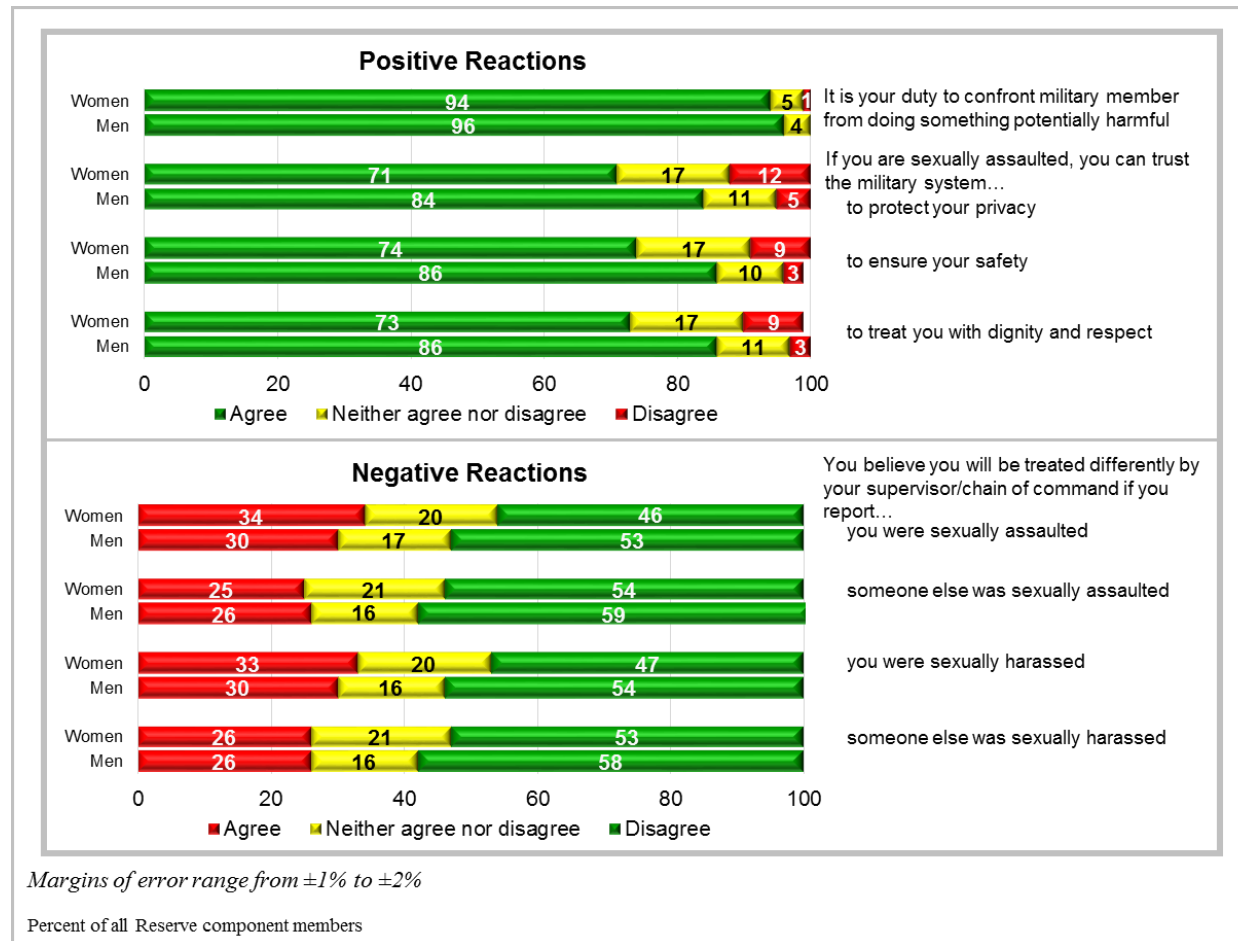 Positive Reactions
Women 94 5 1
It is your duty to confront military member
Men 96 4
from doing something potentially harmful
If you are sexually assaulted, you can trust
the military system…
Women 71 17 12
Men 84 11 5
to protect your privacy
Women 74 17 9
Men 86 10 3
to ensure your safety
Women 73 17 9
Men 86 11 3
to treat you with dignity and respect
0 20 40 60 80 100
Agree Neither agree nor disagree Disagree
Negative Reactions
You believe you will be treated differently by
your supervisor/chain of command if you
report…
Women 34 20 46
Men 30 17 53
you were sexually assaulted
Women 25 21 54
Men 26 16 59
someone else was sexually assaulted
Women 33 20 47
Men 30 16 54
you were sexually harassed
Women 26 21 53
Men 26 16 58
someone else was sexually harassed
0 20 40 60 80 100
Agree Neither agree nor disagree Disagree
Margins of error range from ±1% to ±2%
Percent of all Reserve component members